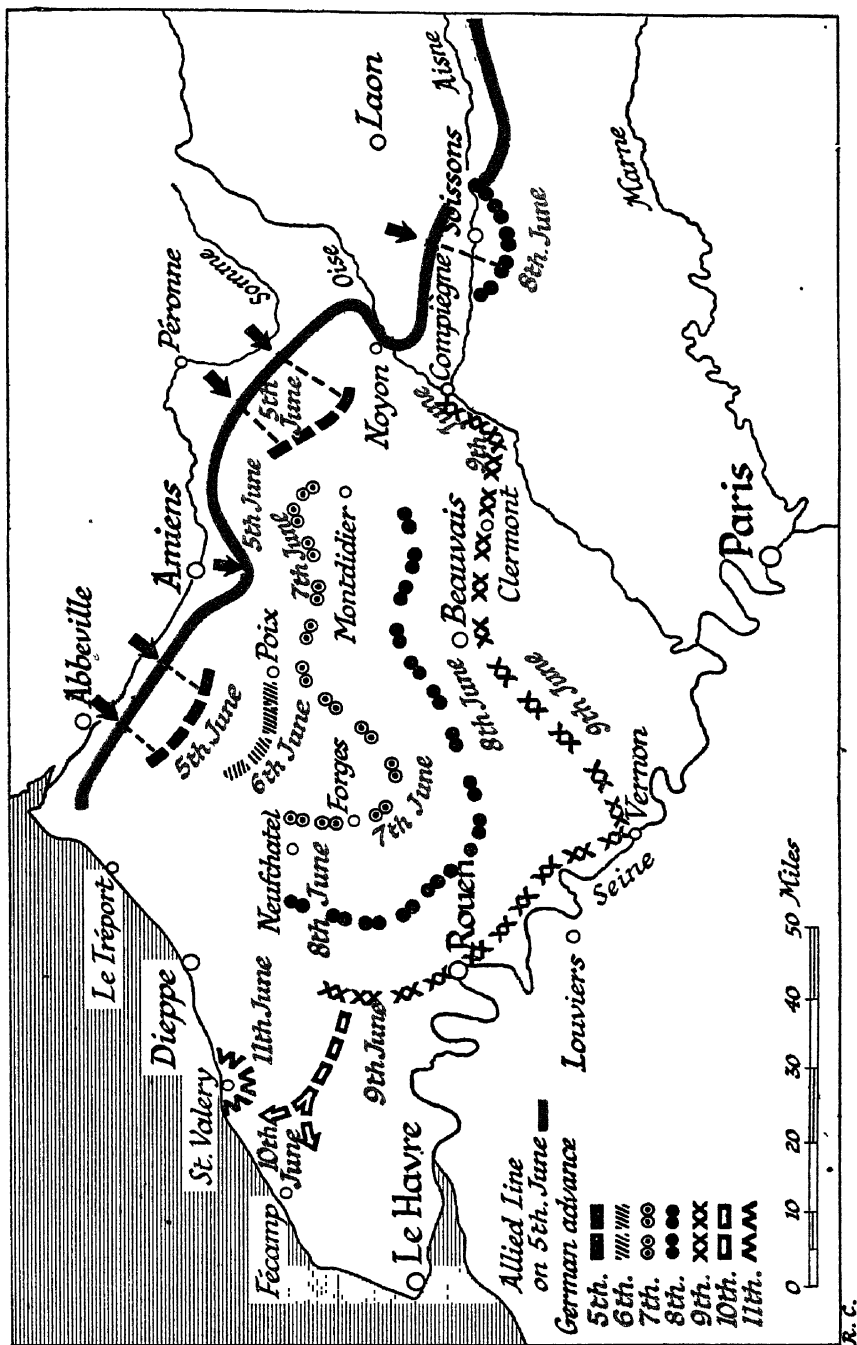 Abbeville
Amiens
Péronne
Somme
Oise
Laon
Aisne
Soissons
Compiègne
Noyon
Marne
8th. June
5th
June
5th June
5th June
7th June
Montdidier
Poix
6th June
Forges
7th June
Neufchatel
8th June
8th June
Beauvais
Clermont
9th
June
9th June
Vernon
Seine
Paris
Rouen
Louviers
Le Tréport
Dieppe
St. Valery
11th June
10th
June
9th June
Fécamp
Le Havre
Allied Line
on 5th. June
German advance
5th.
6th.
7th.
8th.
9th.
10th.
11th.
0 10 20 30 40 50 Miles
R. C.